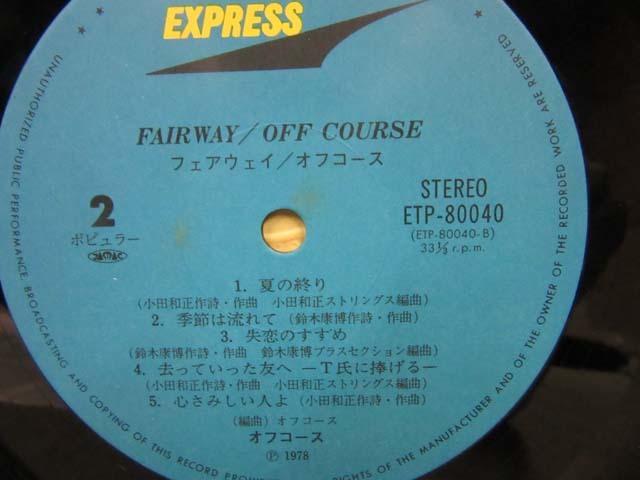 EXPRESS
FAIRWAY/OFF COURSE
フェアウェイ/オフコース
2
ポピュラー
JASRAC
STEREO
ETP-80040
(ETP-80040-B)
33⅓ r.p.m.
1. 夏の終り
(小田和正作詩・作曲 小田和正ストリングス編曲)
2. 季節は流れて (鈴木康博作詩・作曲)
3. 失恋のすすめ
(鈴木康博作詩・作曲 鈴木康博ブラスセクション編曲)
4. 去っていった友へ —T氏に捧げる—
(小田和正作詩・作曲 小田和正ストリングス編曲)
5. 心さみしい人よ (小田和正作詩・作曲)
(編曲) オフコース
オフコース
Ⓟ 1978
UNAUTHORIZED PUBLIC PERFORMANCE, BROADCASTING AND COPYING OF THIS RECORD
RIGHTS OF THE MANUFACTURER AND OF THE OWNER OF THE RECORDED WORK ARE RESERVED